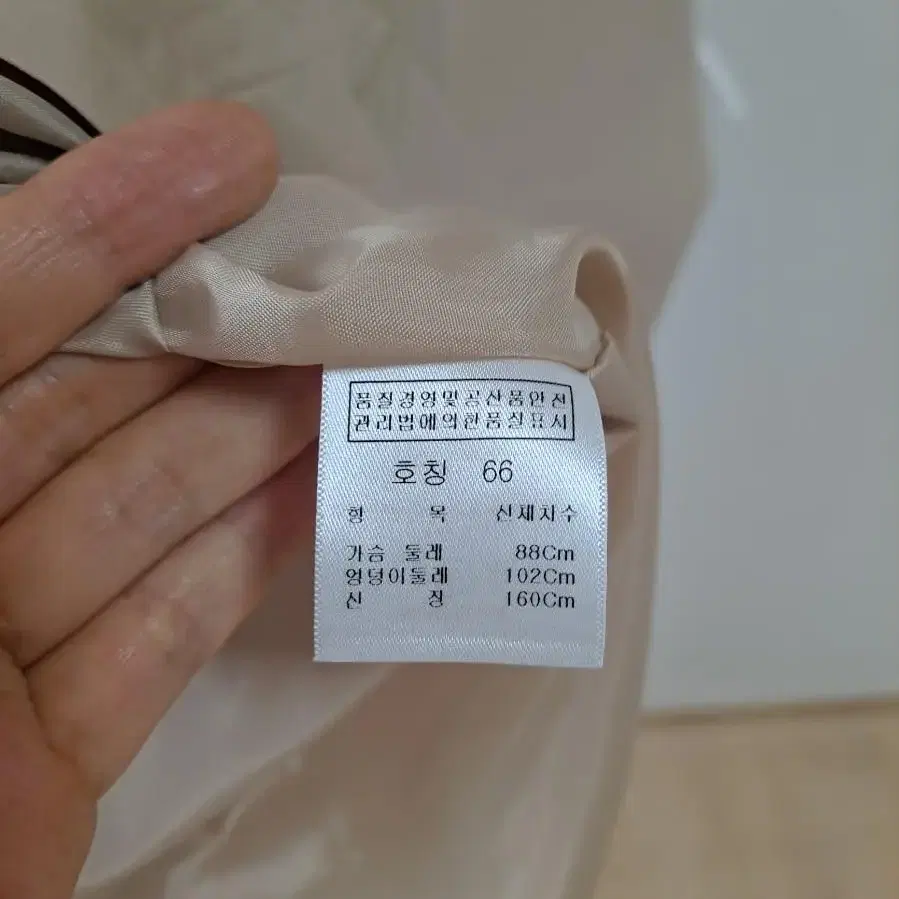 품질경영및공산품안전
관리법에의한품질표시
호칭 66
항 목 신체치수
가슴 둘레 88Cm
엉덩이둘레 102Cm
신 장 160Cm